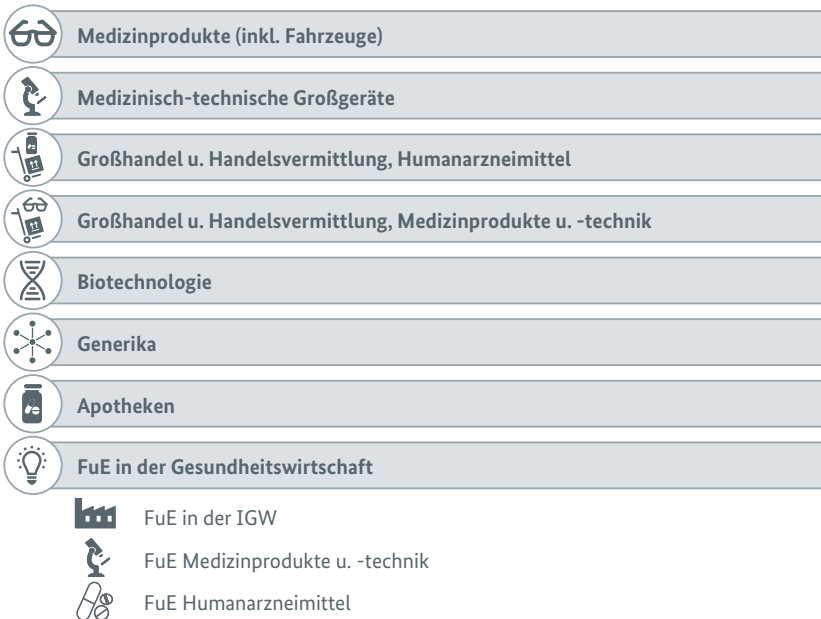 Medizinprodukte (inkl. Fahrzeuge)
Medizinisch-technische Großgeräte
Großhandel u. Handelsvermittlung, Humanarzneimittel
Großhandel u. Handelsvermittlung, Medizinprodukte u. -technik
Biotechnologie
Generika
Apotheken
FuE in der Gesundheitswirtschaft
FuE in der IGW
FuE Medizinprodukte u. -technik
FuE Humanarzneimittel